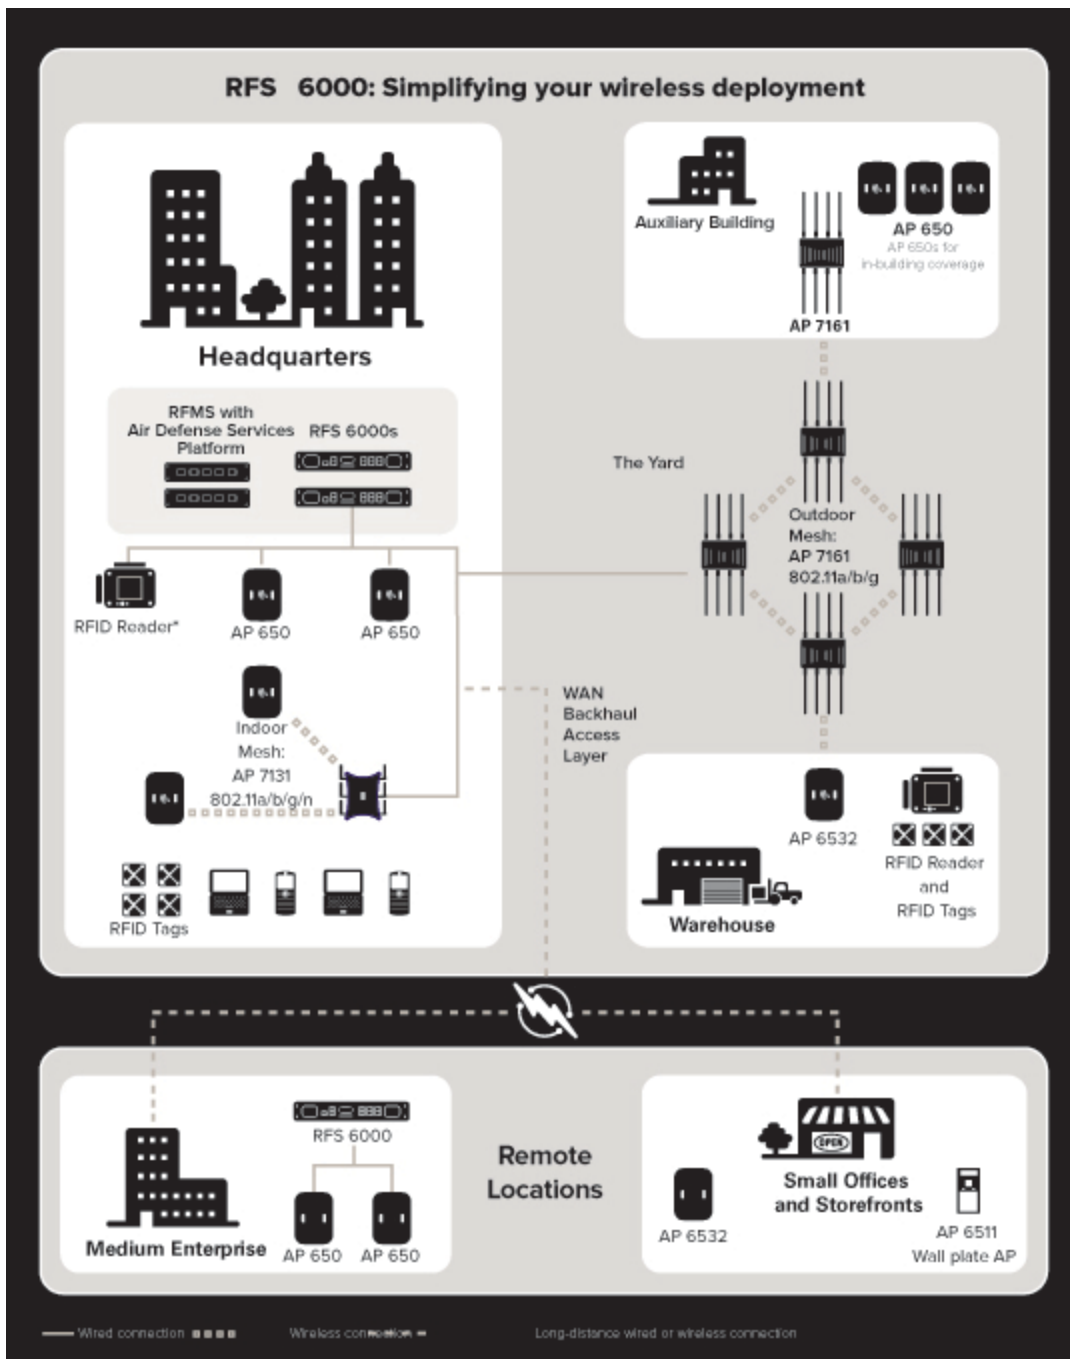 RFS 6000: Simplifying your wireless deployment
Headquarters
RFMS with
Air Defense Services
Platform
RFS 6000s
RFID Reader*
AP 650
AP 650
Indoor
Mesh:
AP 7131
802.11a/b/g/n
RFID Tags
Auxiliary Building
AP 650
AP 650s for
in-building coverage
AP 7161
The Yard
Outdoor
Mesh:
AP 7161
802.11a/b/g
WAN
Backhaul
Access
Layer
AP 6532
RFID Reader
and
RFID Tags
Warehouse
RFS 6000
Medium Enterprise
AP 650
AP 650
Remote
Locations
OPEN
Small Offices
and Storefronts
AP 6532
AP 6511
Wall plate AP
Wired connection
Wireless connection
Long-distance wired or wireless connection